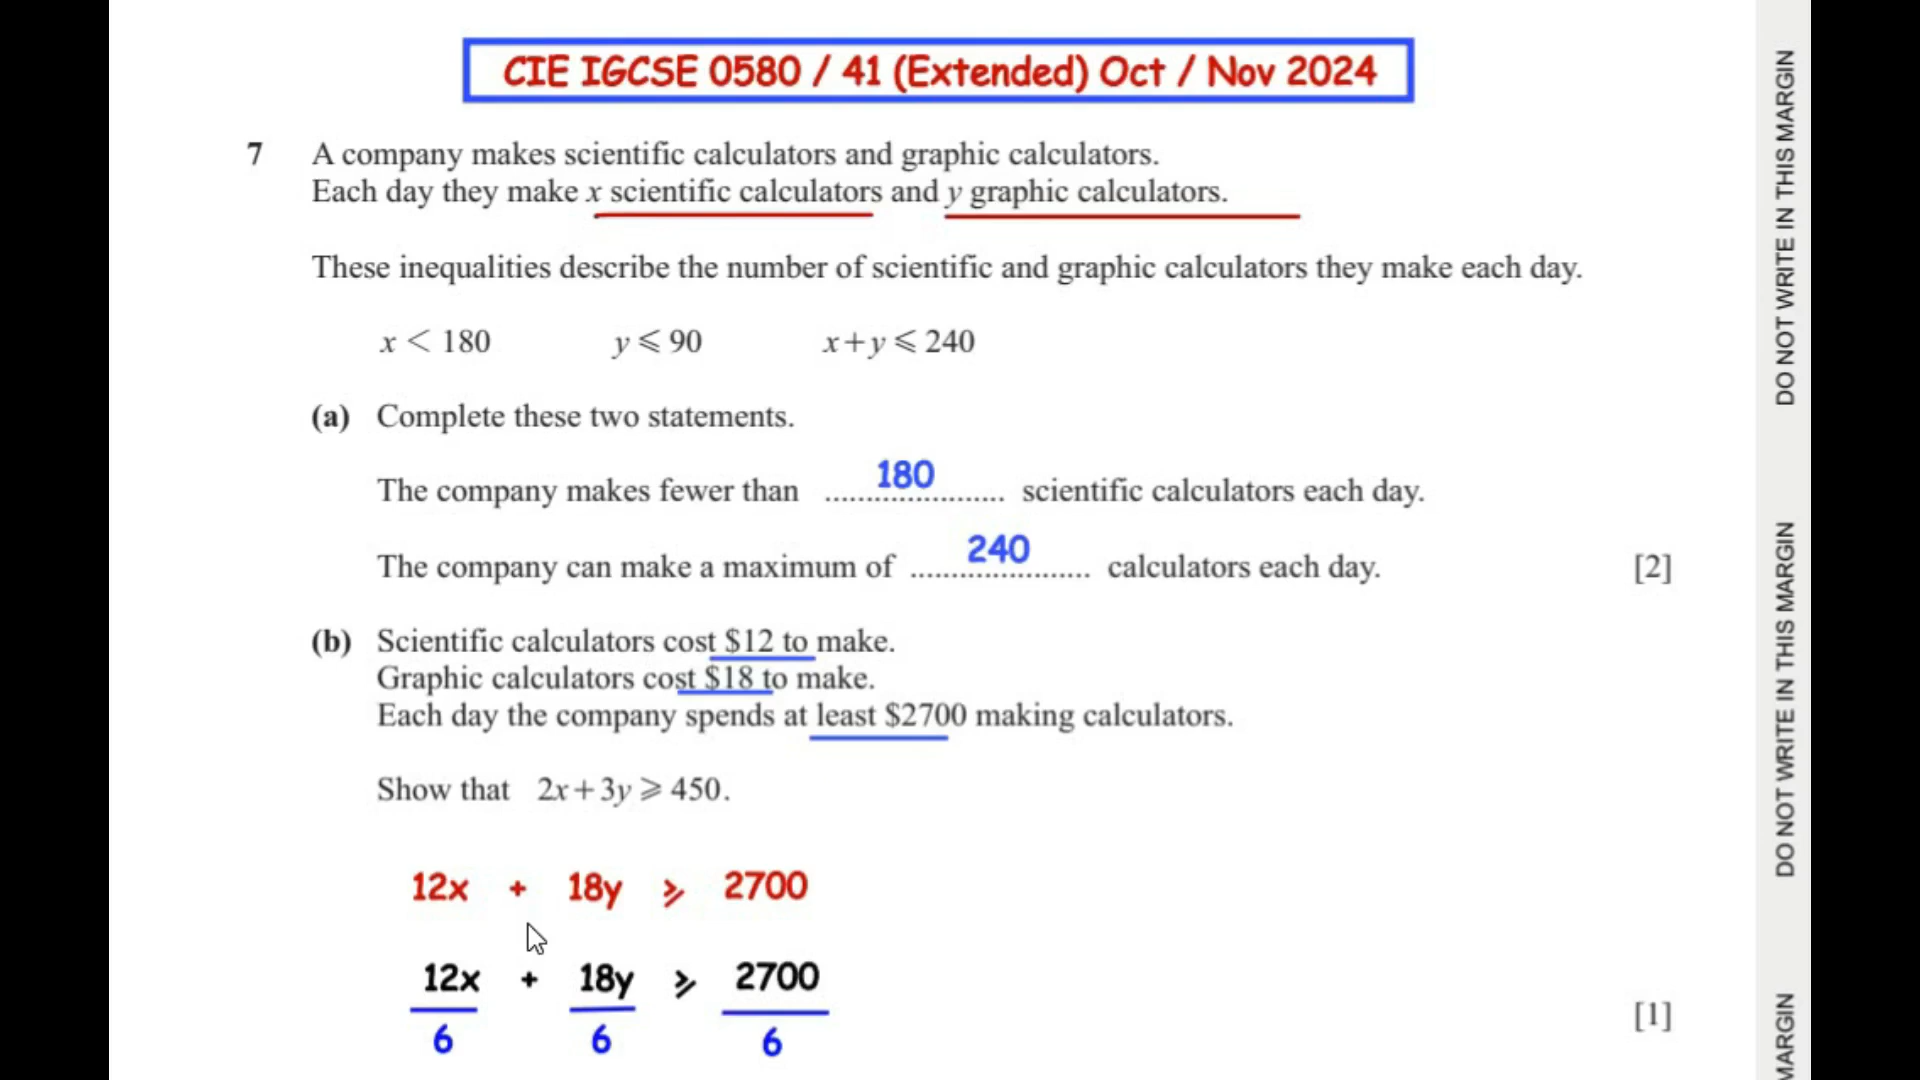 CIE IGCSE 0580 / 41 (Extended) Oct / Nov 2024
7 A company makes scientific calculators and graphic calculators.
Each day they make x scientific calculators and y graphic calculators.
These inequalities describe the number of scientific and graphic calculators they make each day.
x < 180 y ⩽ 90 x + y ⩽ 240
(a) Complete these two statements.
The company makes fewer than 180 scientific calculators each day.
The company can make a maximum of 240 calculators each day. [2]
(b) Scientific calculators cost $12 to make.
Graphic calculators cost $18 to make.
Each day the company spends at least $2700 making calculators.
Show that 2x + 3y ⩾ 450.
12x + 18y ⩾ 2700
12x + 18y ⩾ 2700
6 6 6
[1]
DO NOT WRITE IN THIS MARGIN
DO NOT WRITE IN THIS MARGIN
MARGIN